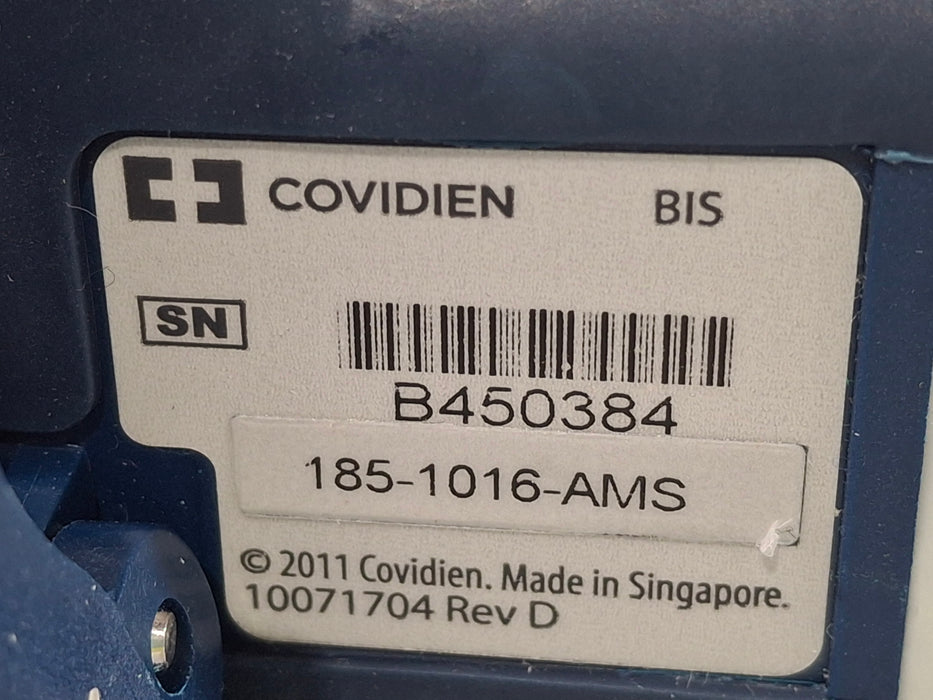 COVIDIEN BIS
SN
B450384
185-1016-AMS
© 2011 Covidien. Made in Singapore.
10071704 Rev D